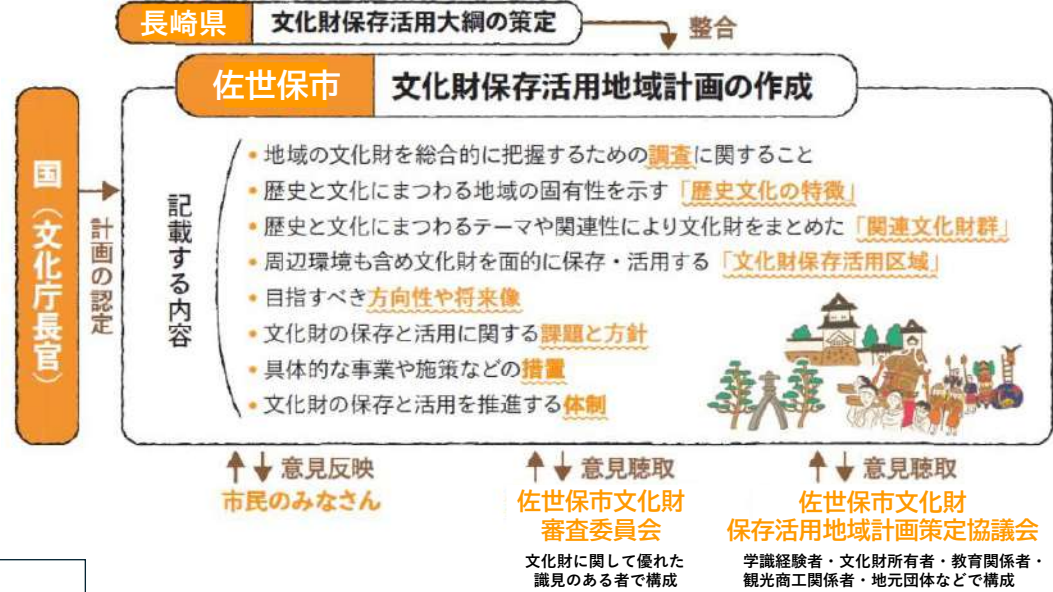 長崎県 文化財保存活用大綱の策定
整合
佐世保市 文化財保存活用地域計画の作成
国(文化庁長官)
計画の認定
記載する内容
• 地域の文化財を総合的に把握するための調査に関すること
• 歴史と文化にまつわる地域の固有性を示す「歴史文化の特徴」
• 歴史と文化にまつわるテーマや関連性により文化財をまとめた「関連文化財群」
• 周辺環境も含め文化財を面的に保存・活用する「文化財保存活用区域」
• 目指すべき方向性や将来像
• 文化財の保存と活用に関する課題と方針
• 具体的な事業や施策などの措置
• 文化財の保存と活用を推進する体制
意見反映
市民のみなさん
意見聴取
佐世保市文化財
審査委員会
文化財に関して優れた
識見のある者で構成
意見聴取
佐世保市文化財
保存活用地域計画策定協議会
学識経験者・文化財所有者・教育関係者・
観光商工関係者・地元団体などで構成